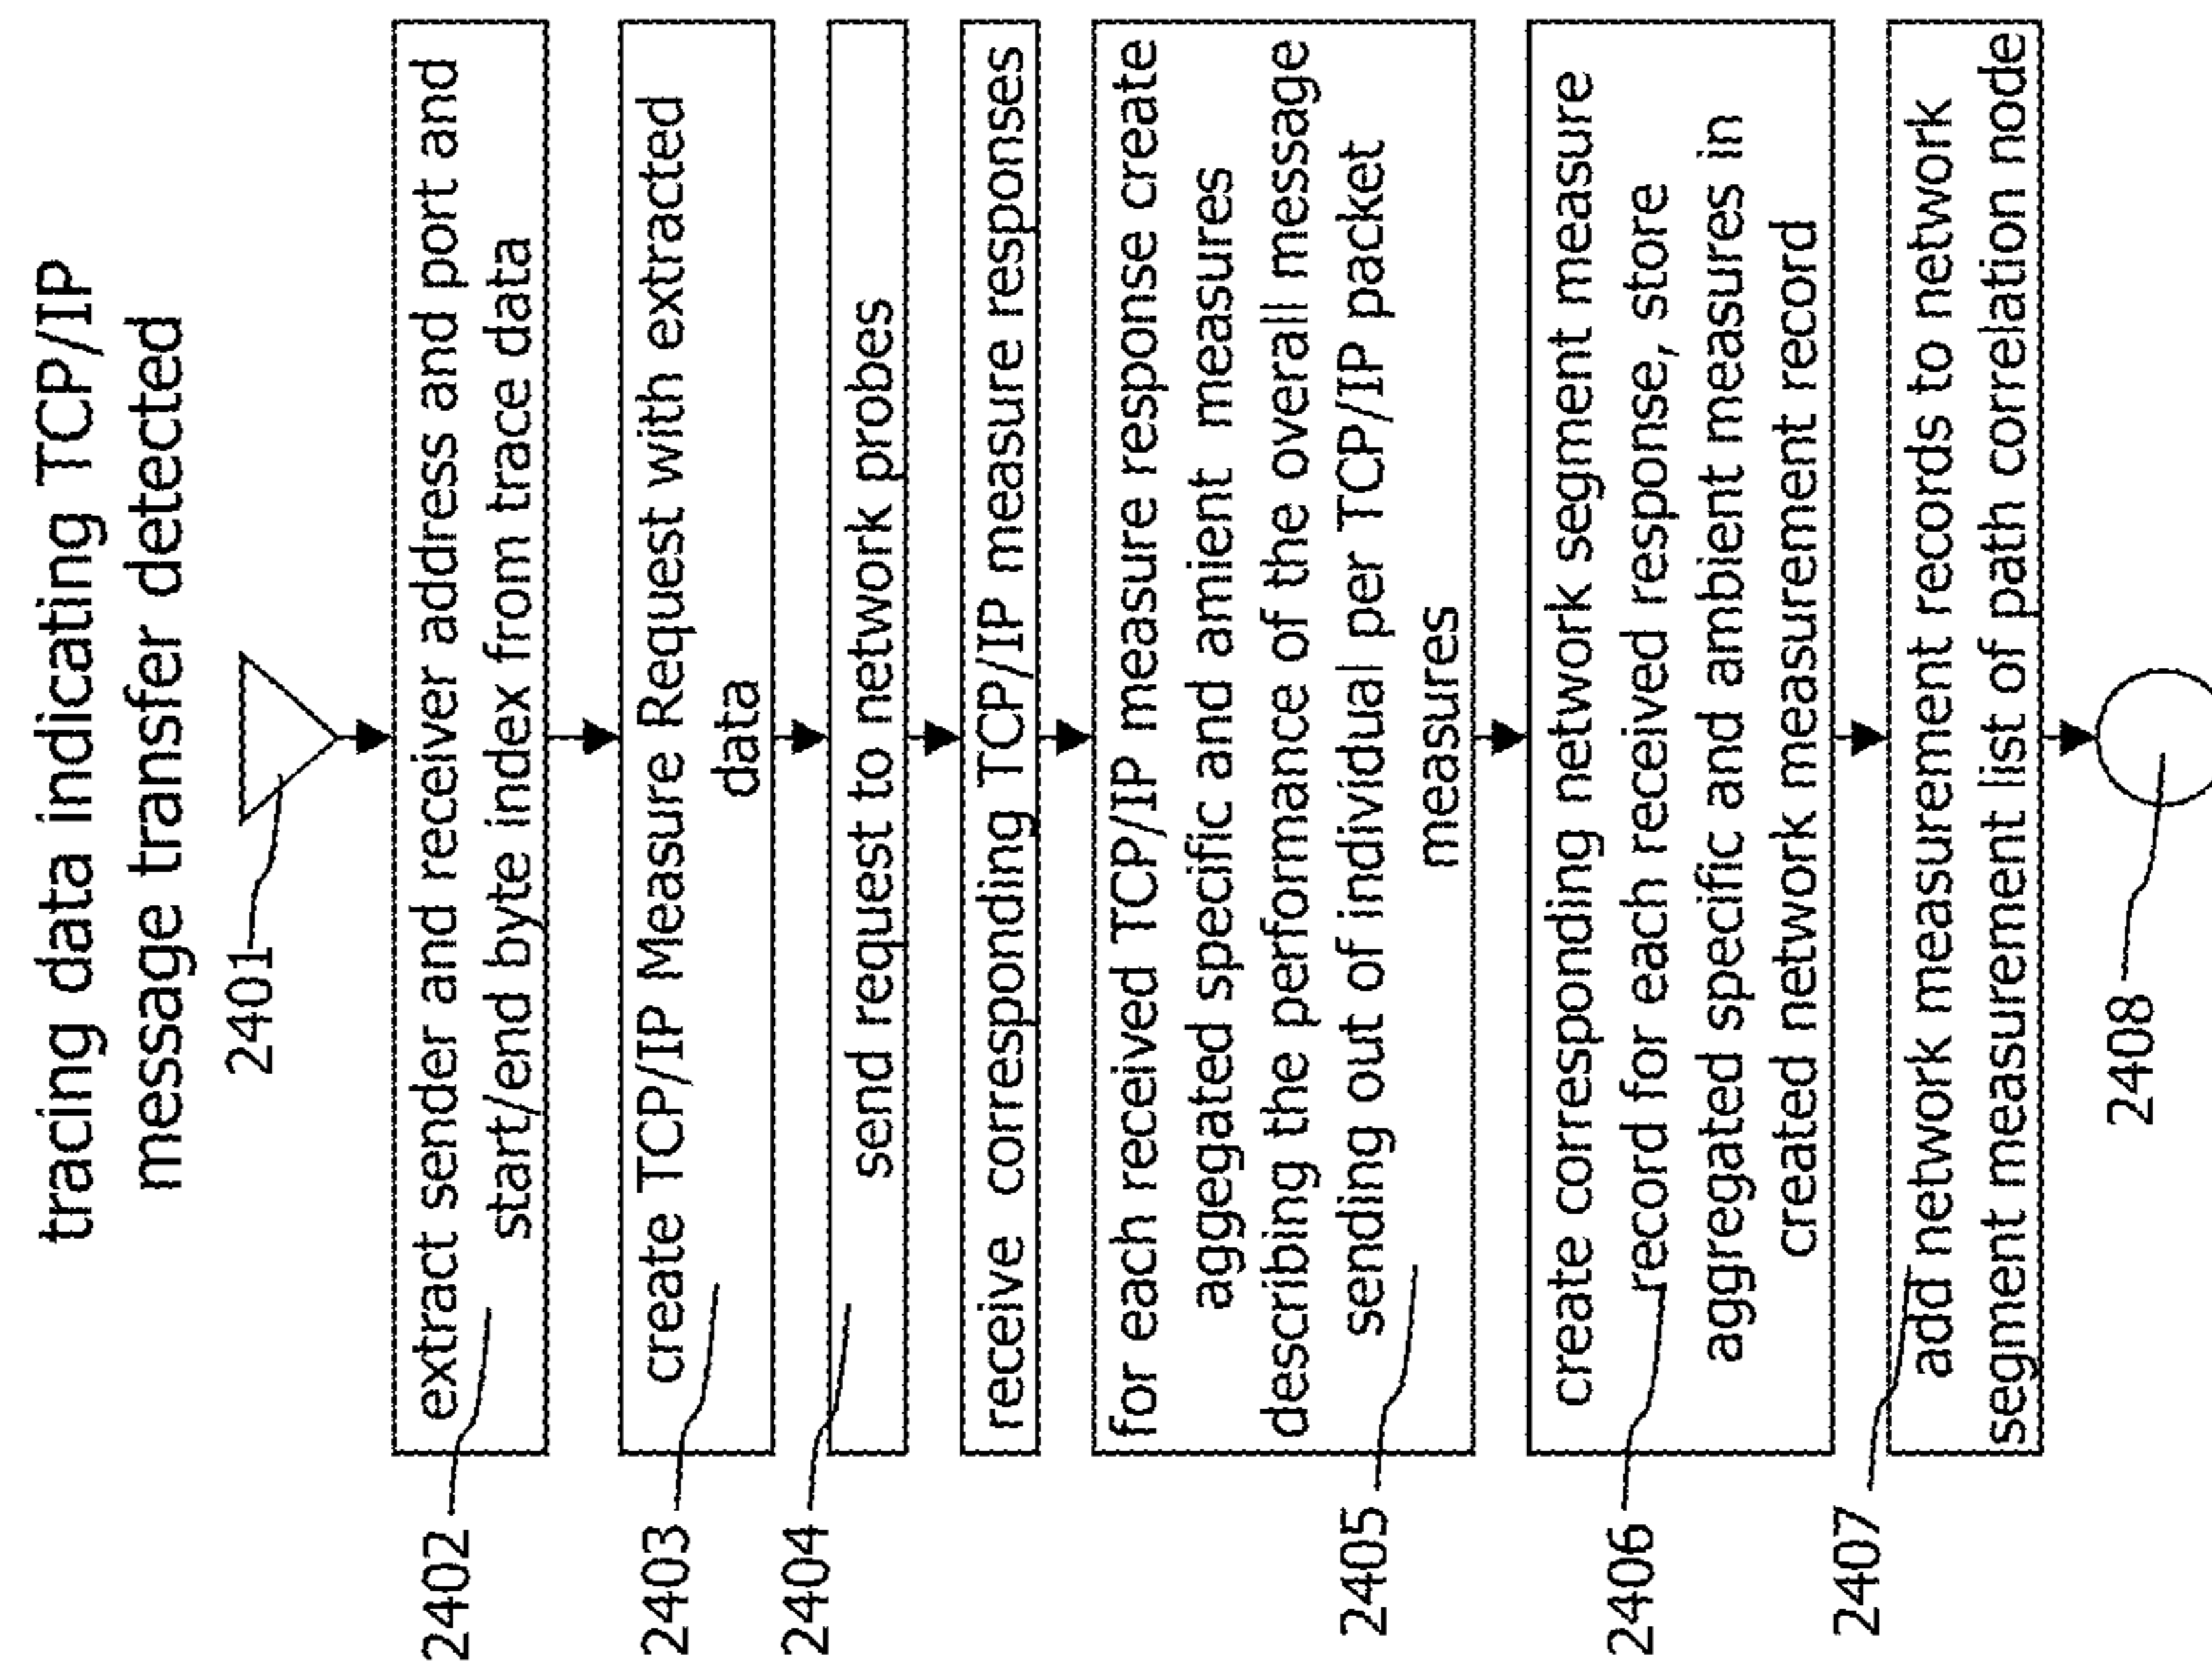 tracing data indicating TCP/IP
message transfer detected
2401
extract sender and receiver address and port and
start/end byte index from trace data
2402
create TCP/IP Measure Request with extracted
data
2403
send request to network probes
2404
receive corresponding TCP/IP measure responses
for each received TCP/IP measure response create
aggegated specific and amient measures
describing the performance of the overall message
sending out of individual per TCP/IP packet
measures
2405
create corresponding network segment measure
record for each received response, store
aggregated specific and ambient measures in
created network measurement record
2406
add network measurement records to network
segment measurement list of path correlation node
2407
2408